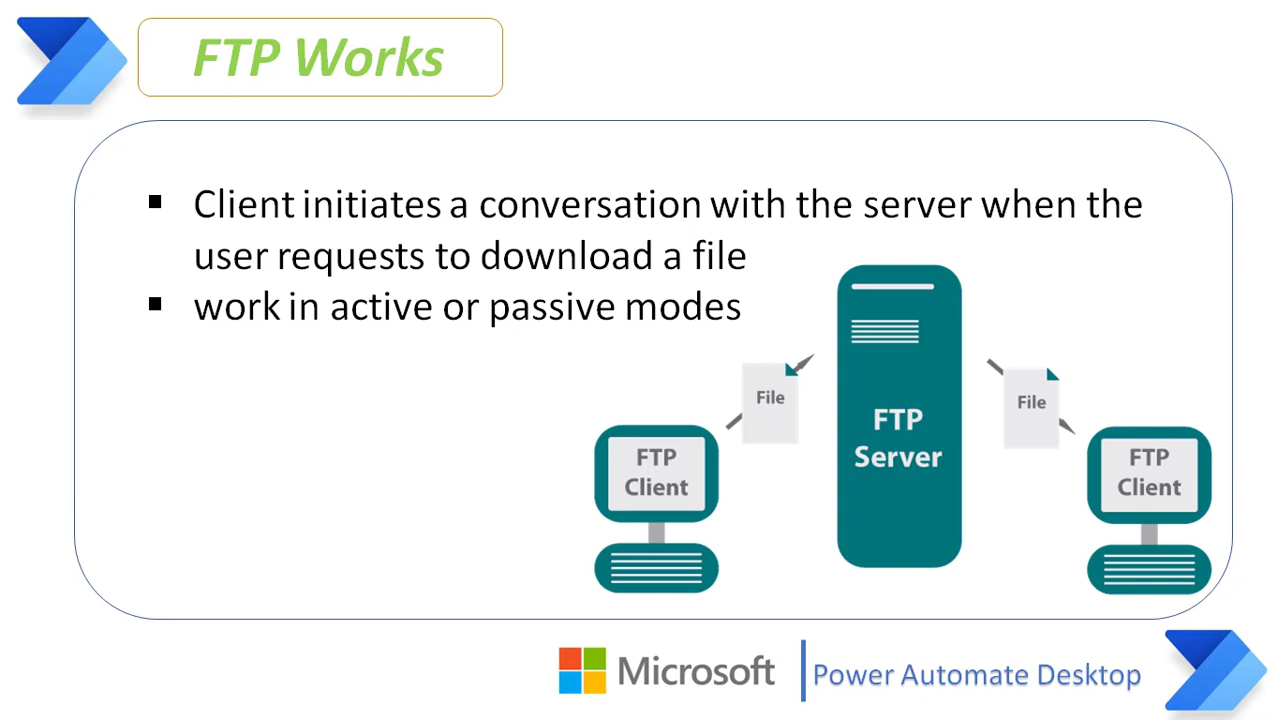 FTP Works
▪ Client initiates a conversation with the server when the
user requests to download a file
▪ work in active or passive modes
File
File
FTP
Server
FTP
Client
FTP
Client
Microsoft
Power Automate Desktop